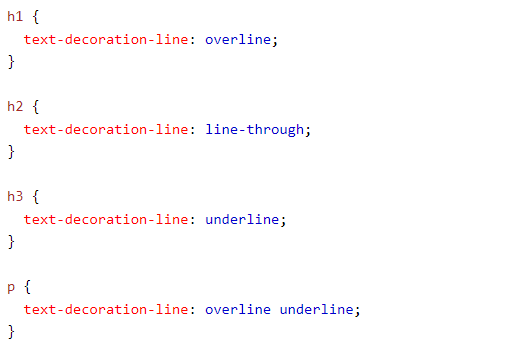 h1 {
  text-decoration-line: overline;
}

h2 {
  text-decoration-line: line-through;
}

h3 {
  text-decoration-line: underline;
}

p {
  text-decoration-line: overline underline;
}